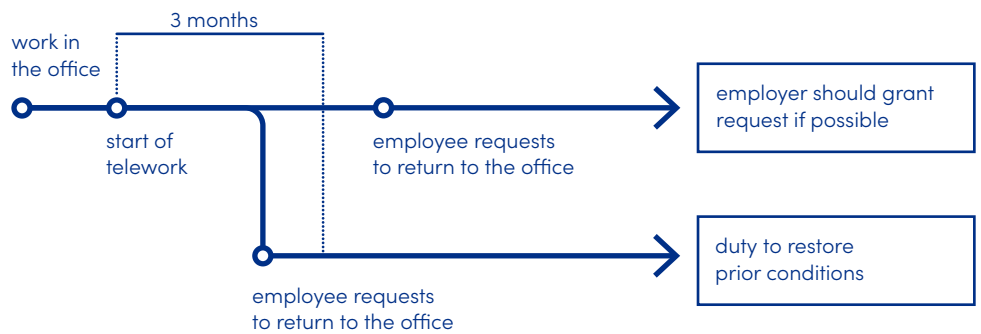 3 months
work in
the office
start of
telework
employee requests
to return to the office
employer should grant
request if possible
employee requests
to return to the office
duty to restore
prior conditions